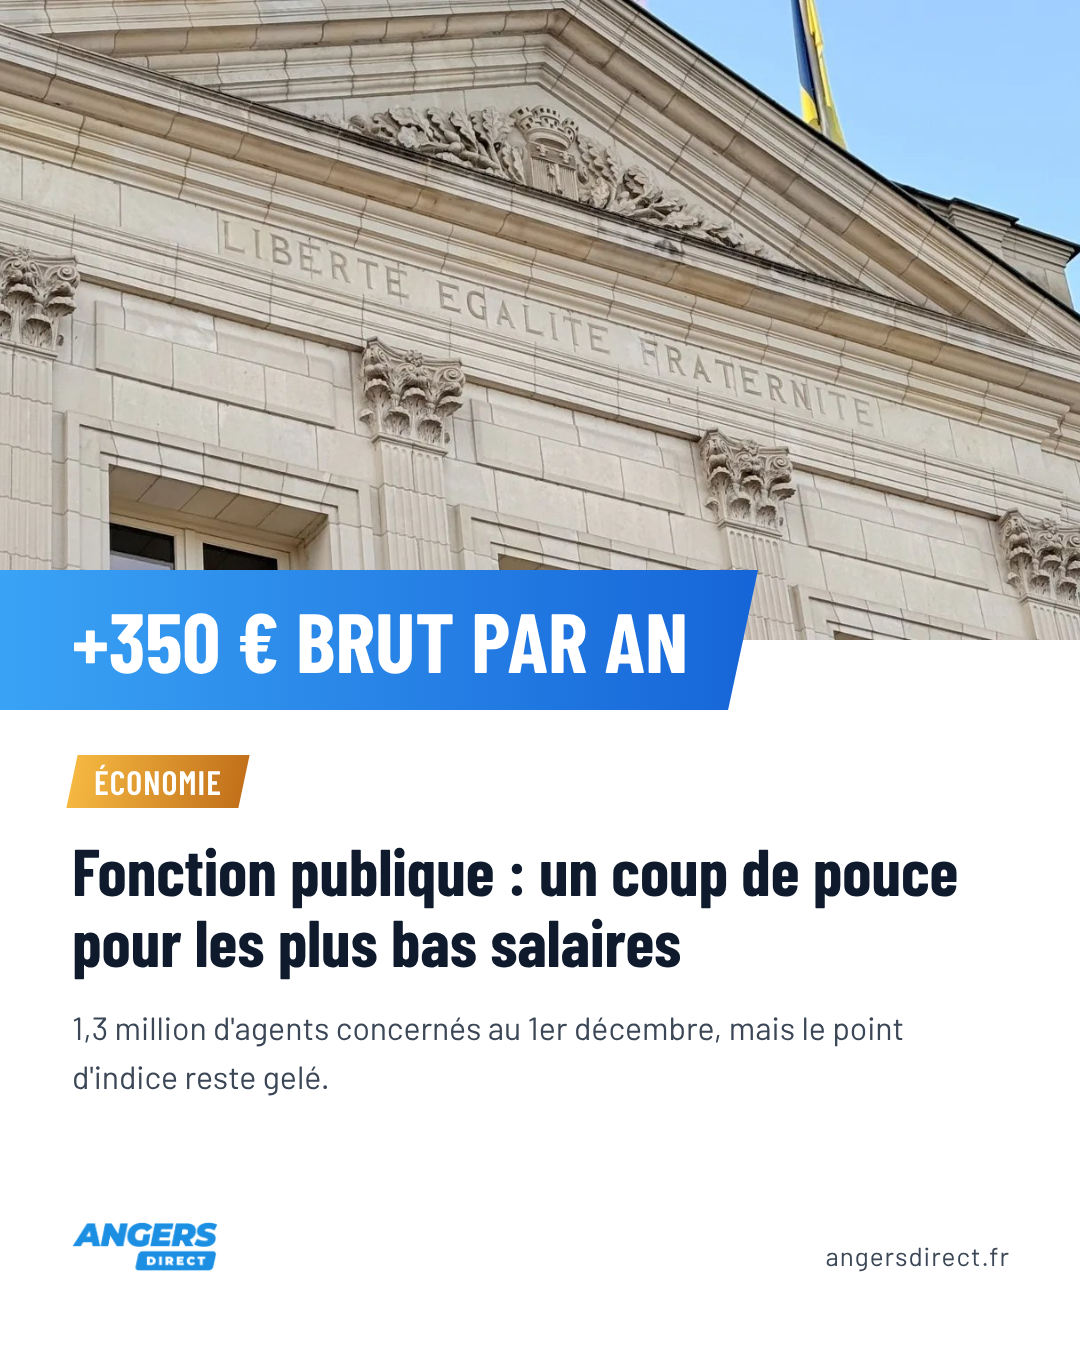 LIBERTE EGALITE FRATERNITE
+350 € BRUT PAR AN
ÉCONOMIE
Fonction publique : un coup de pouce
pour les plus bas salaires
1,3 million d'agents concernés au 1er décembre, mais le point
d'indice reste gelé.
ANGERS
DIRECT
angersdirect.fr